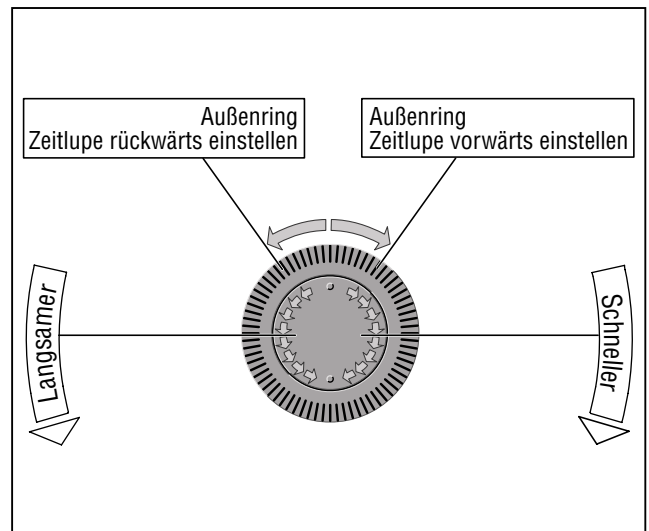 Außenring
Zeitlupe rückwärts einstellen
Außenring
Zeitlupe vorwärts einstellen
Langsamer
Schneller